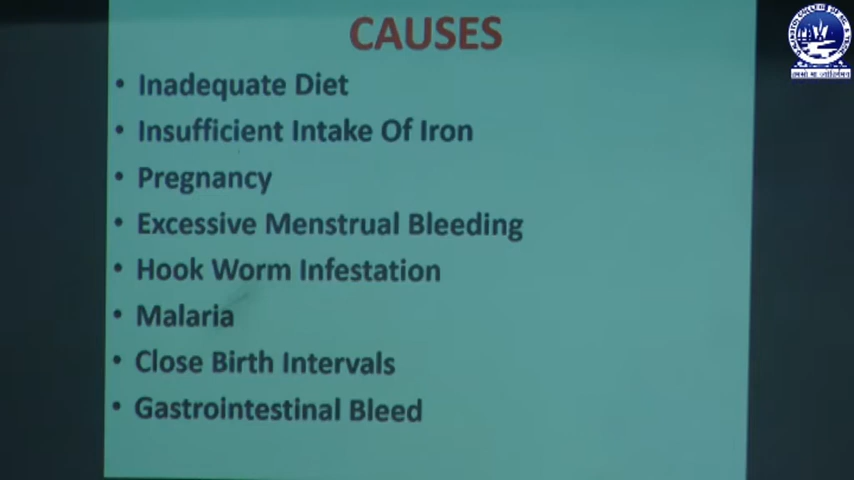 CAUSES
• Inadequate Diet
• Insufficient Intake Of Iron
• Pregnancy
• Excessive Menstrual Bleeding
• Hook Worm Infestation
• Malaria
• Close Birth Intervals
• Gastrointestinal Bleed